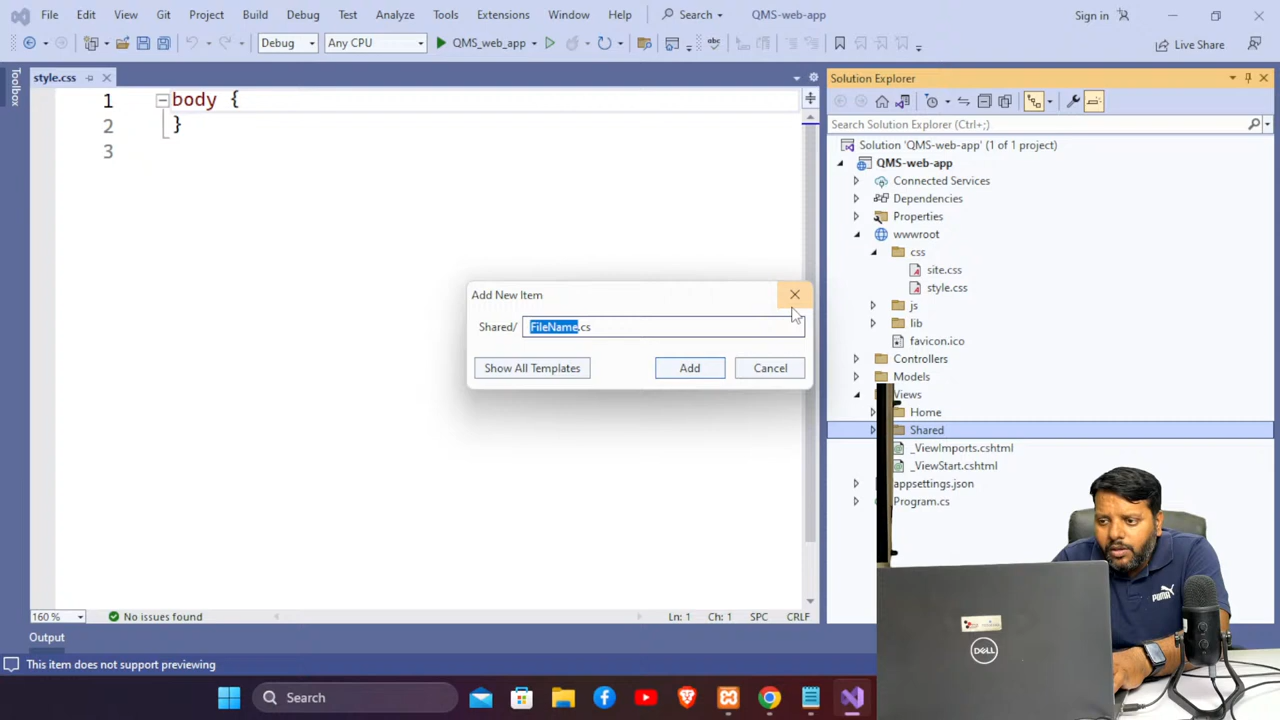 File Edit View Git Project Build Debug Test Analyze Tools Extensions Window Help Search QMS-web-app Sign in
Debug Any CPU QMS_web_app Live Share
Toolbox
style.css
1 body {
2 }
3
Add New Item
Shared/ FileName.cs
Show All Templates Add Cancel
160 % No issues found Ln: 1 Ch: 1 SPC CRLF
Output
This item does not support previewing
Solution Explorer
Search Solution Explorer (Ctrl+;)
Solution 'QMS-web-app' (1 of 1 project)
QMS-web-app
Connected Services
Dependencies
Properties
wwwroot
css
site.css
style.css
js
lib
favicon.ico
Controllers
Models
Views
Home
Shared
_ViewImports.cshtml
_ViewStart.cshtml
appsettings.json
Program.cs
PUMA
DELL
Search